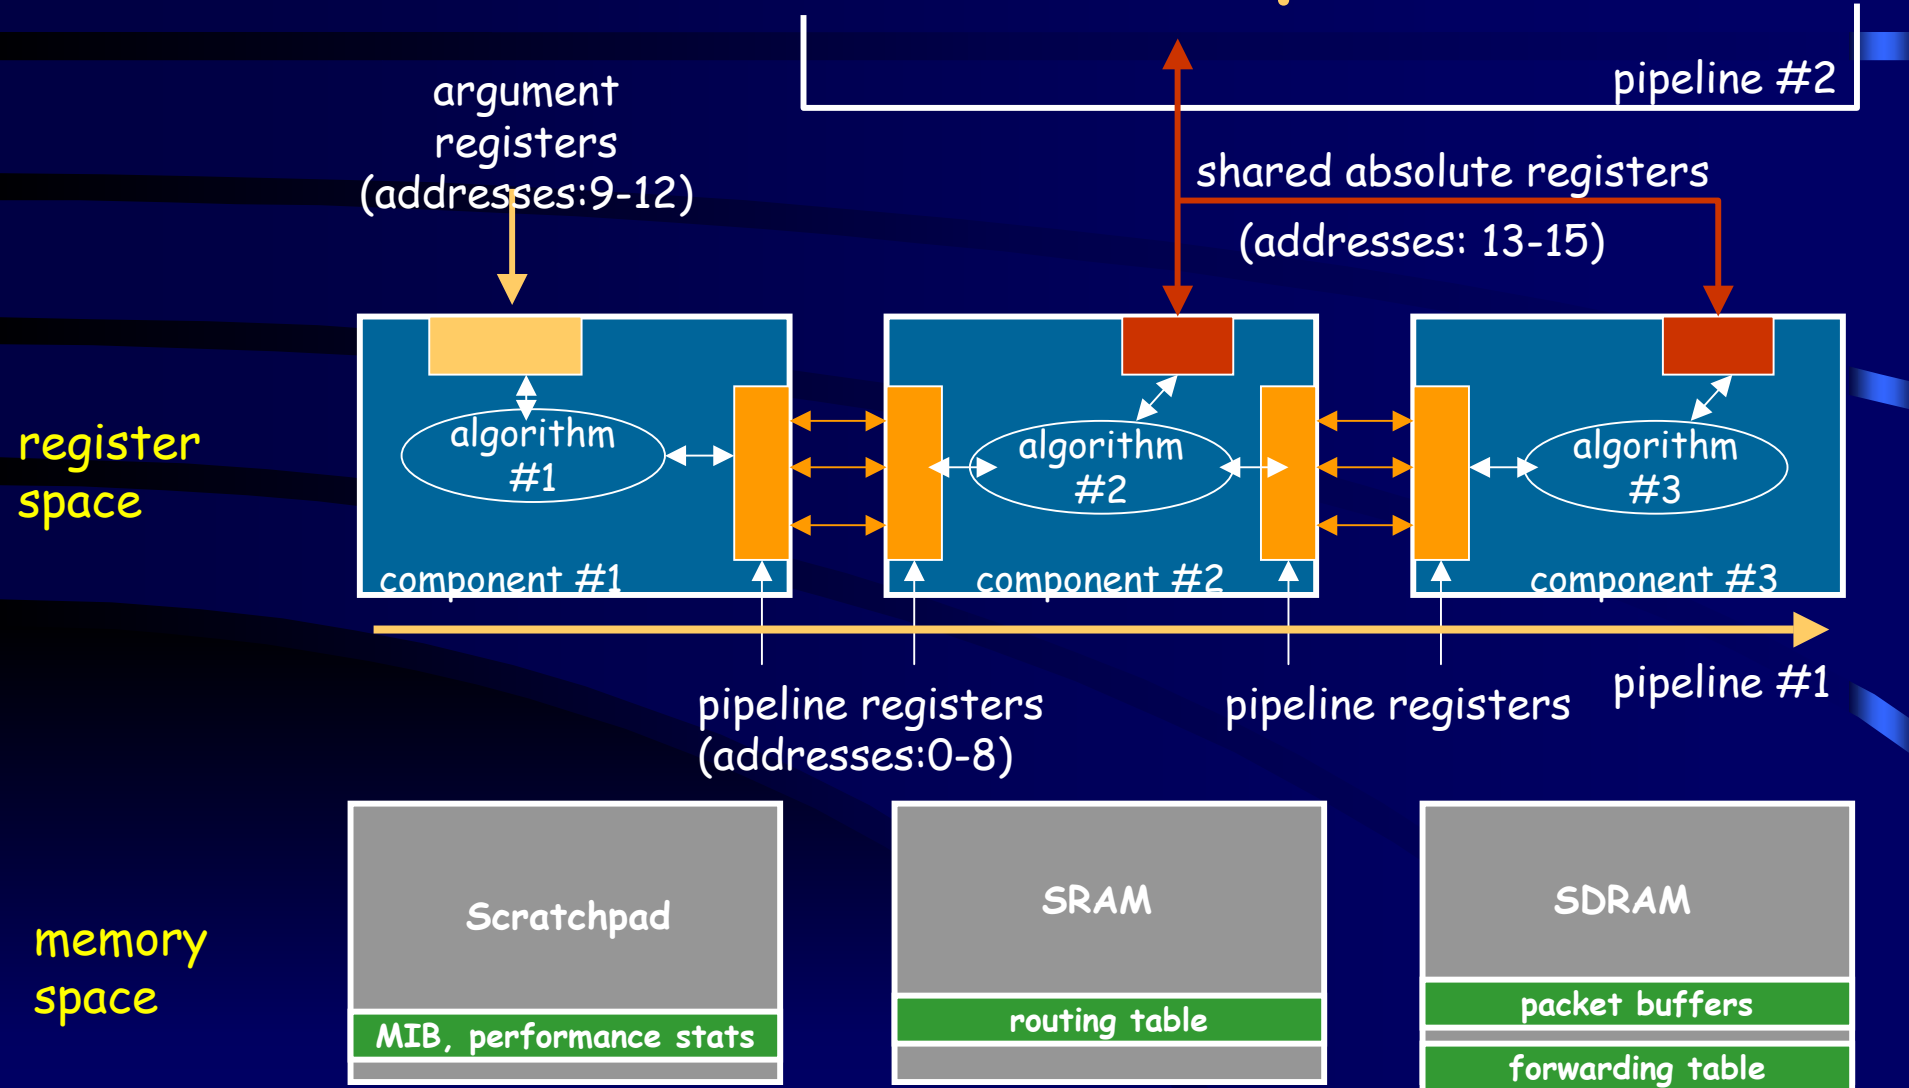 pipeline #2
argument
registers
(addresses:9-12)
shared absolute registers
(addresses: 13-15)
register
space
algorithm
#1
algorithm
#2
algorithm
#3
component #1
component #2
component #3
pipeline #1
pipeline registers
(addresses:0-8)
pipeline registers
memory
space
Scratchpad
SRAM
SDRAM
MIB, performance stats
routing table
packet buffers
forwarding table